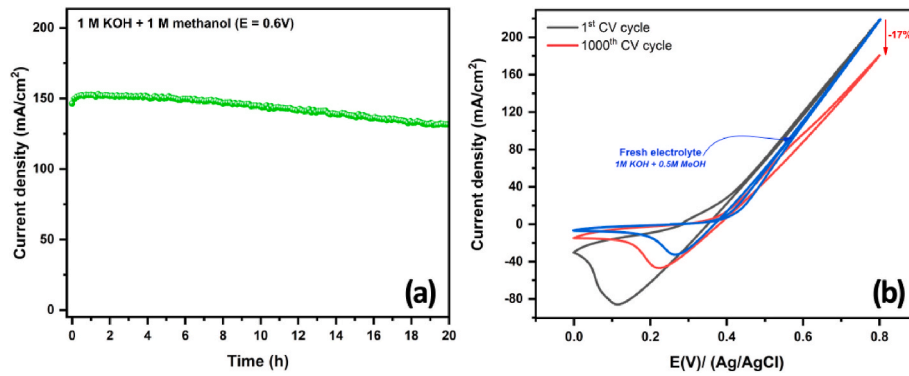 1 M KOH + 1 M methanol (E = 0.6V)
Current density (mA/cm²)
200
150
100
50
0
0 2 4 6 8 10 12 14 16 18 20
Time (h)
(a)
1st CV cycle
1000th CV cycle
-17%
Fresh electrolyte
1M KOH + 0.5M MeOH
Current density (mA/cm²)
200
160
120
80
40
0
-40
-80
0.0 0.2 0.4 0.6 0.8
E(V)/ (Ag/AgCl)
(b)